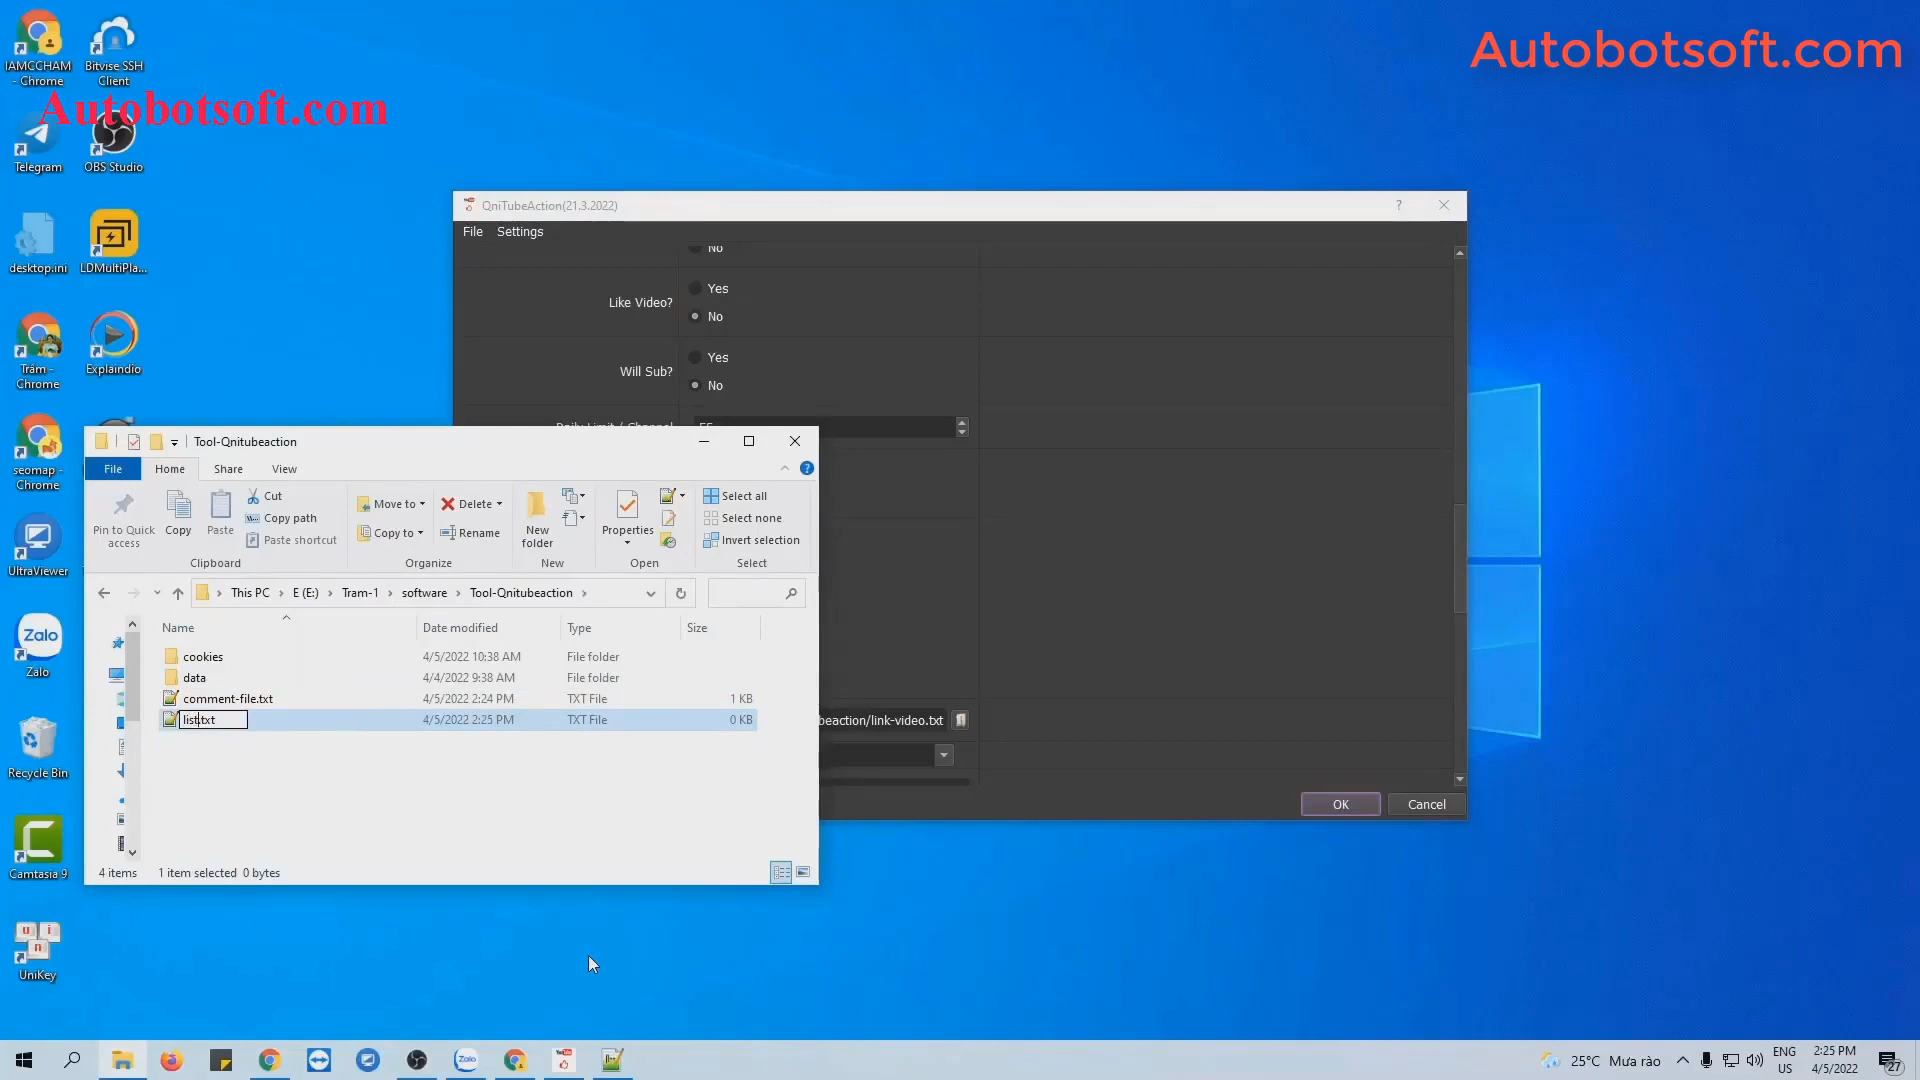 Autobotsoft.com
Autobotsoft.com
IAMCCHAM
- Chrome
Bitvise SSH
Client
Telegram
OBS Studio
desktop.ini
LDMultiPla...
Trâm -
Chrome
Explaindio
seomap -
Chrome
UltraViewer
Zalo
Zalo
Recycle Bin
Camtasia 9
UniKey
QniTubeAction(21.3.2022)
?
File Settings
No
Like Video?
Yes
No
Will Sub?
Yes
No
Daily Limit / Channel
beaction/link-video.txt
OK
Cancel
Tool-Qnitubeaction
File Home Share View
Pin to Quick
access
Copy
Paste
Cut
Copy path
Paste shortcut
Clipboard
Move to
Copy to
Delete
Rename
Organize
New
folder
New
Properties
Open
Select all
Select none
Invert selection
Select
This PC > E (E:) > Tram-1 > software > Tool-Qnitubeaction >
Name Date modified Type Size
cookies 4/5/2022 10:38 AM File folder
data 4/4/2022 9:38 AM File folder
comment-file.txt 4/5/2022 2:24 PM TXT File 1 KB
list.txt 4/5/2022 2:25 PM TXT File 0 KB
4 items 1 item selected 0 bytes
Zalo
25°C Mưa rào
ENG
US
2:25 PM
4/5/2022
27